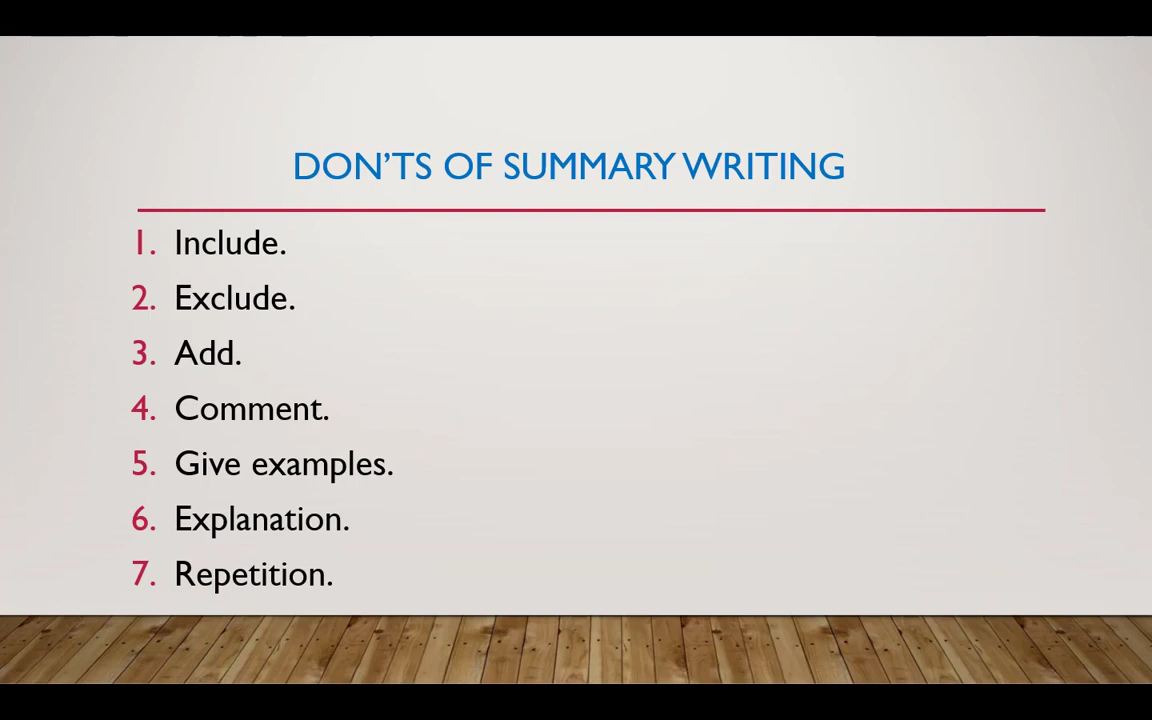 DON'TS OF SUMMARY WRITING
1. Include.
2. Exclude.
3. Add.
4. Comment.
5. Give examples.
6. Explanation.
7. Repetition.